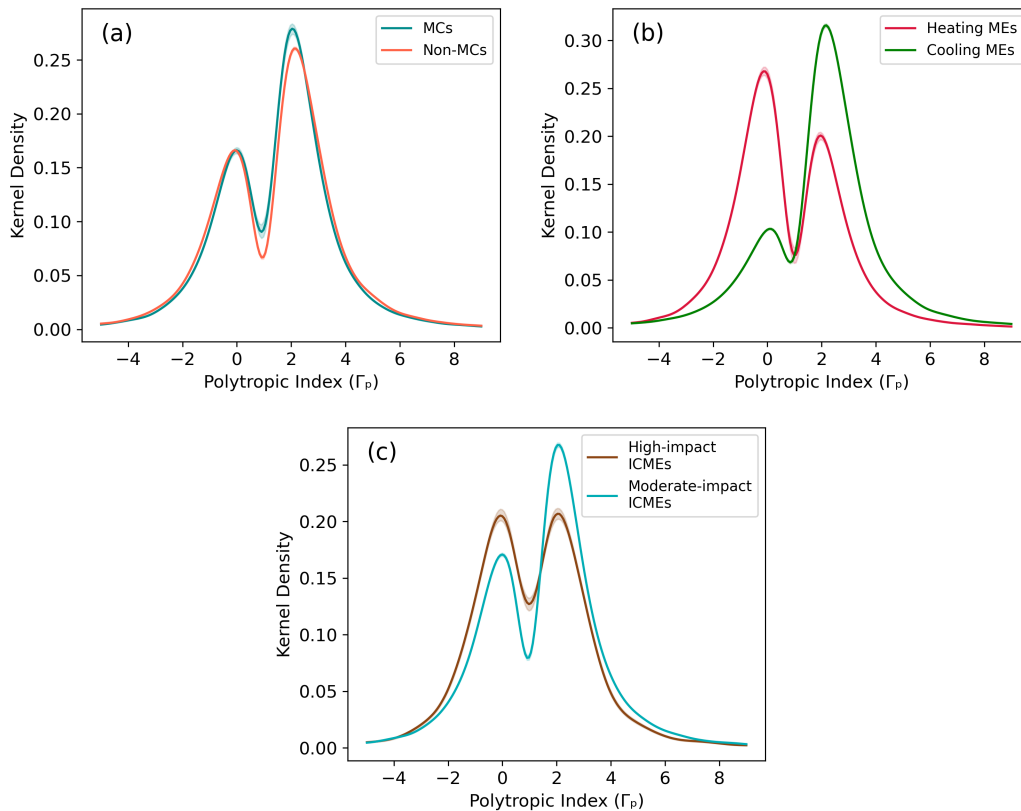 (a)
MCs
Non-MCs
0.25
0.20
0.15
0.10
0.05
0.00
Kernel Density
−4 −2 0 2 4 6 8
Polytropic Index (Γₚ)
(b)
Heating MEs
Cooling MEs
0.30
0.25
0.20
0.15
0.10
0.05
0.00
Kernel Density
−4 −2 0 2 4 6 8
Polytropic Index (Γₚ)
(c)
High-impact
ICMEs
Moderate-impact
ICMEs
0.25
0.20
0.15
0.10
0.05
0.00
Kernel Density
−4 −2 0 2 4 6 8
Polytropic Index (Γₚ)